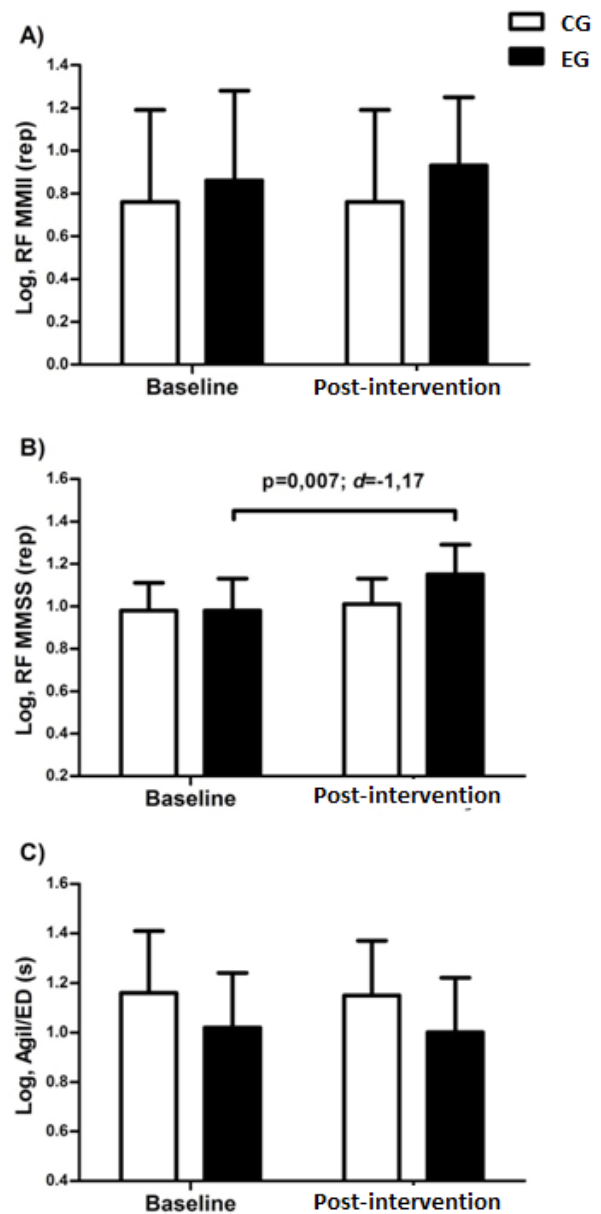 CG
EG
A)
Log, RF MMII (rep)
1.4
1.2
1.0
0.8
0.6
0.4
0.2
0.0
Baseline
Post-intervention
B)
p=0,007; d=-1,17
Log, RF MMSS (rep)
1.6
1.4
1.2
1.0
0.8
0.6
0.4
0.2
Baseline
Post-intervention
C)
Log, Agil/ED (s)
1.6
1.4
1.2
1.0
0.8
0.6
0.4
Baseline
Post-intervention